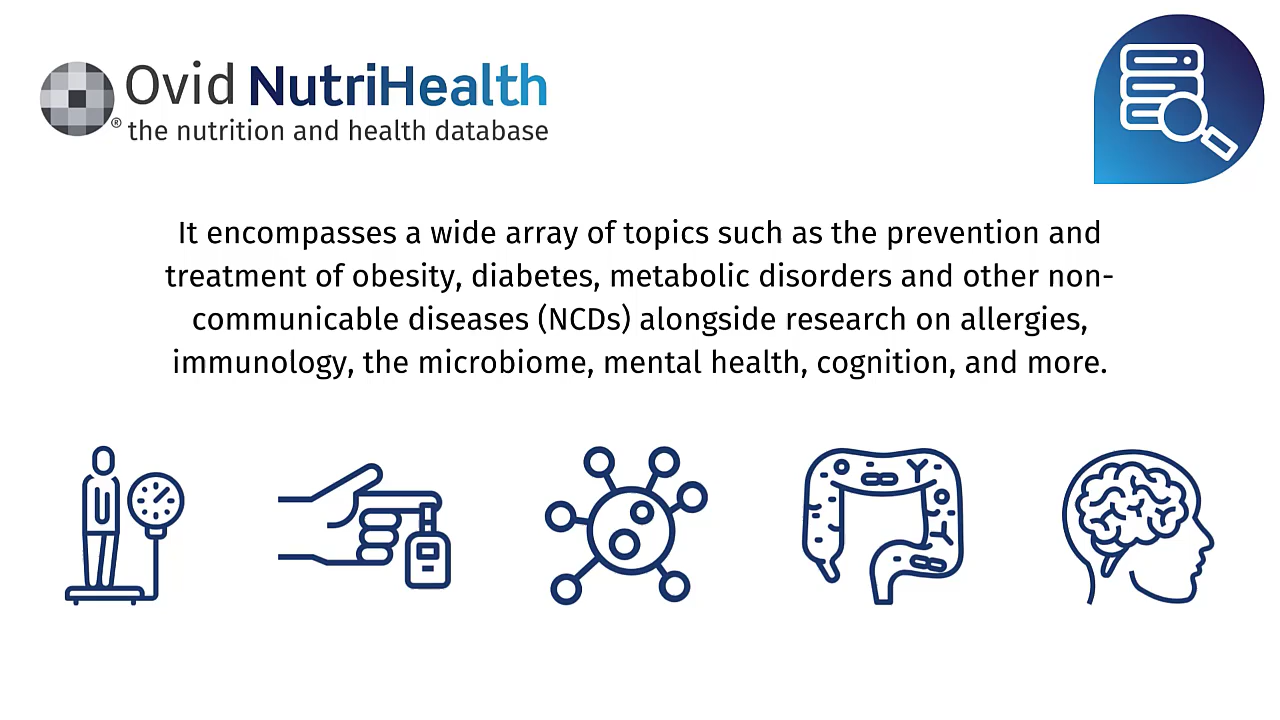 Ovid NutriHealth
® the nutrition and health database
It encompasses a wide array of topics such as the prevention and
treatment of obesity, diabetes, metabolic disorders and other non-
communicable diseases (NCDs) alongside research on allergies,
immunology, the microbiome, mental health, cognition, and more.